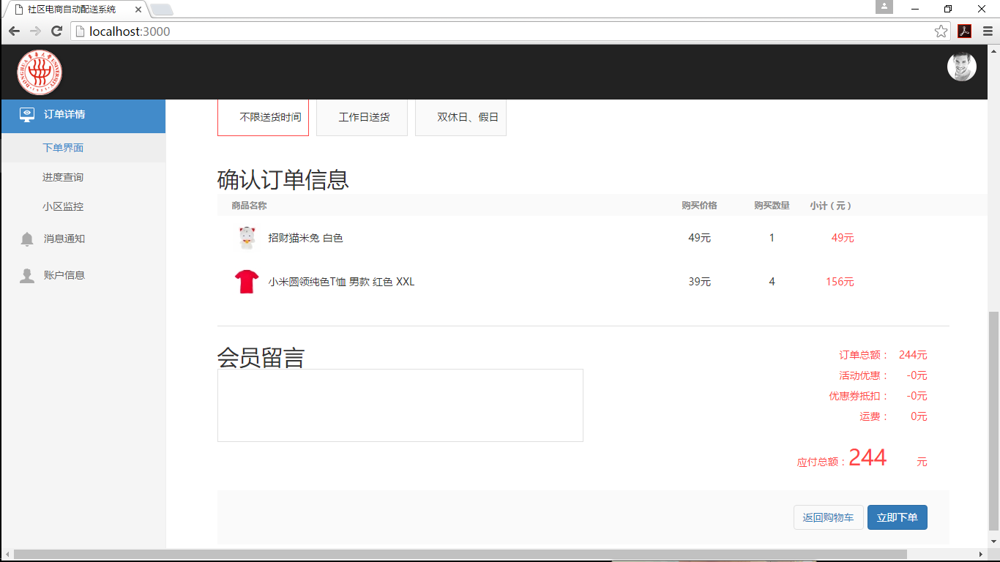 社区电商自动配送系统
localhost:3000
订单详情
下单界面
进度查询
小区监控
消息通知
账户信息
不限送货时间 工作日送货 双休日、假日
确认订单信息
商品名称 购买价格 购买数量 小计（元）
招财猫米兔 白色 49元 1 49元
小米圆领纯色T恤 男款 红色 XXL 39元 4 156元
会员留言
订单总额： 244元
活动优惠： -0元
优惠券抵扣： -0元
运费： 0元
应付总额：244 元
返回购物车 立即下单